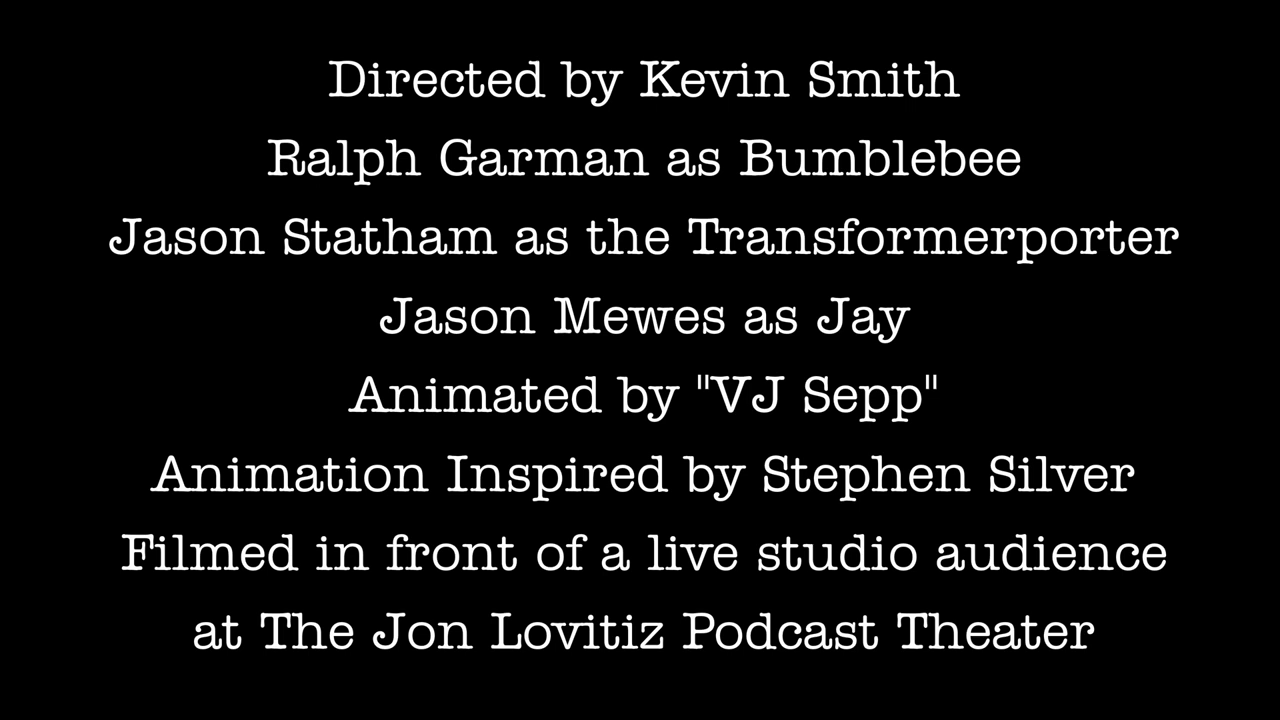 Directed by Kevin Smith
Ralph Garman as Bumblebee
Jason Statham as the Transformerporter
Jason Mewes as Jay
Animated by "VJ Sepp"
Animation Inspired by Stephen Silver
Filmed in front of a live studio audience
at The Jon Lovitiz Podcast Theater